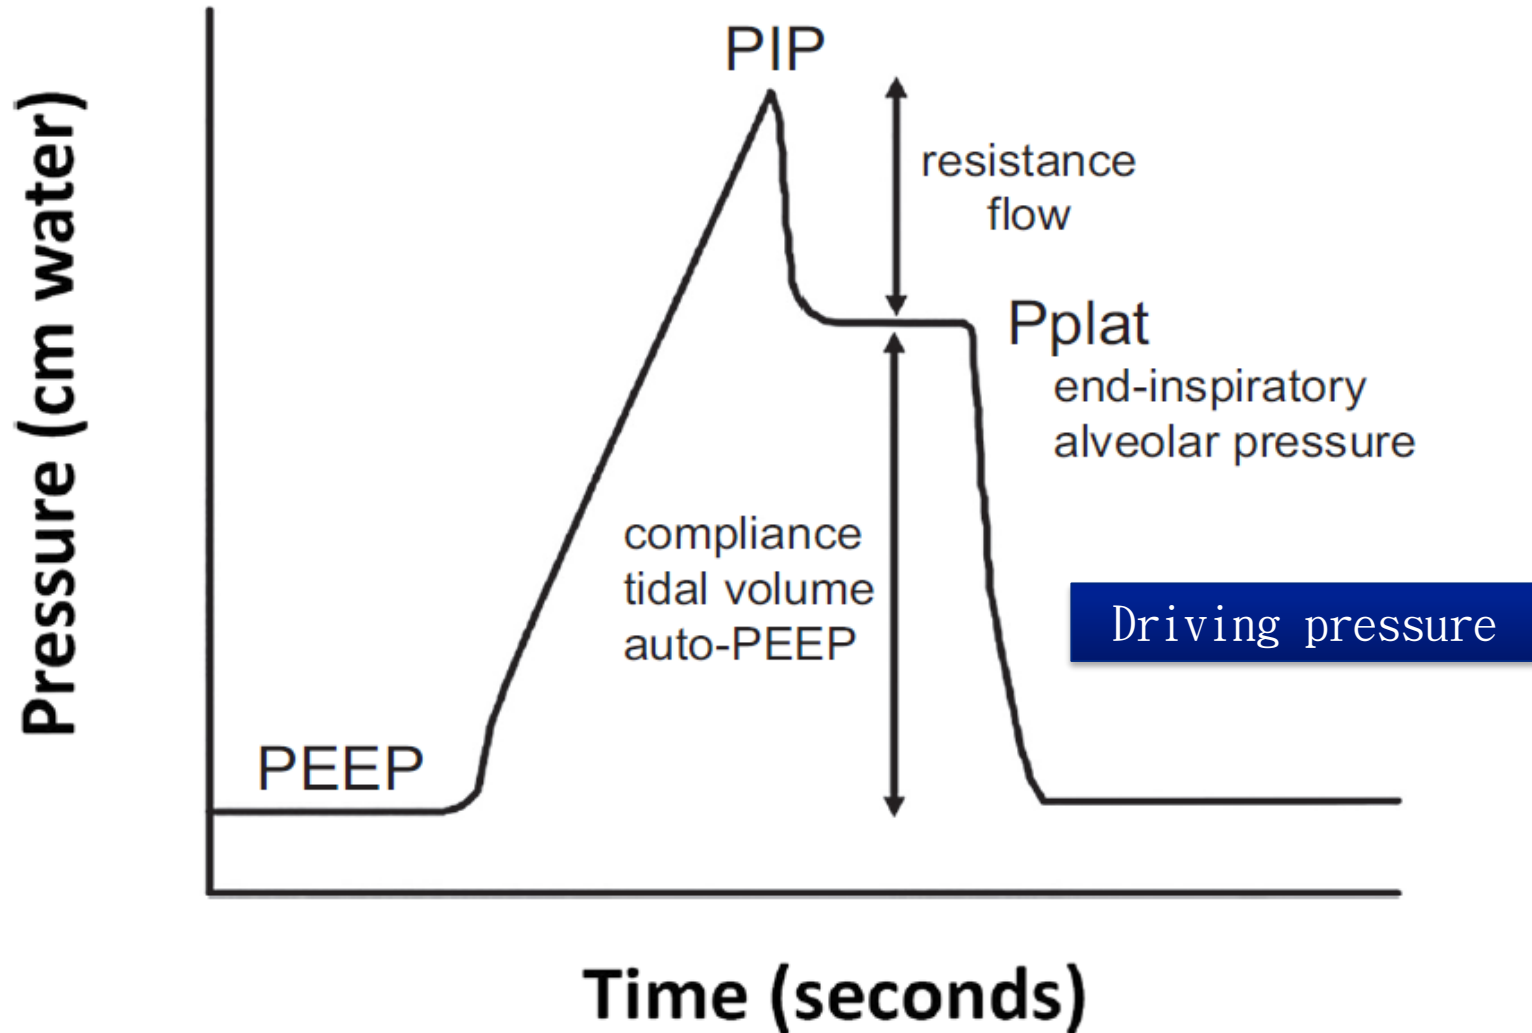 PIP
resistance
flow
Pplat
end-inspiratory
alveolar pressure
compliance
tidal volume
auto-PEEP
Driving pressure
PEEP
Pressure (cm water)
Time (seconds)